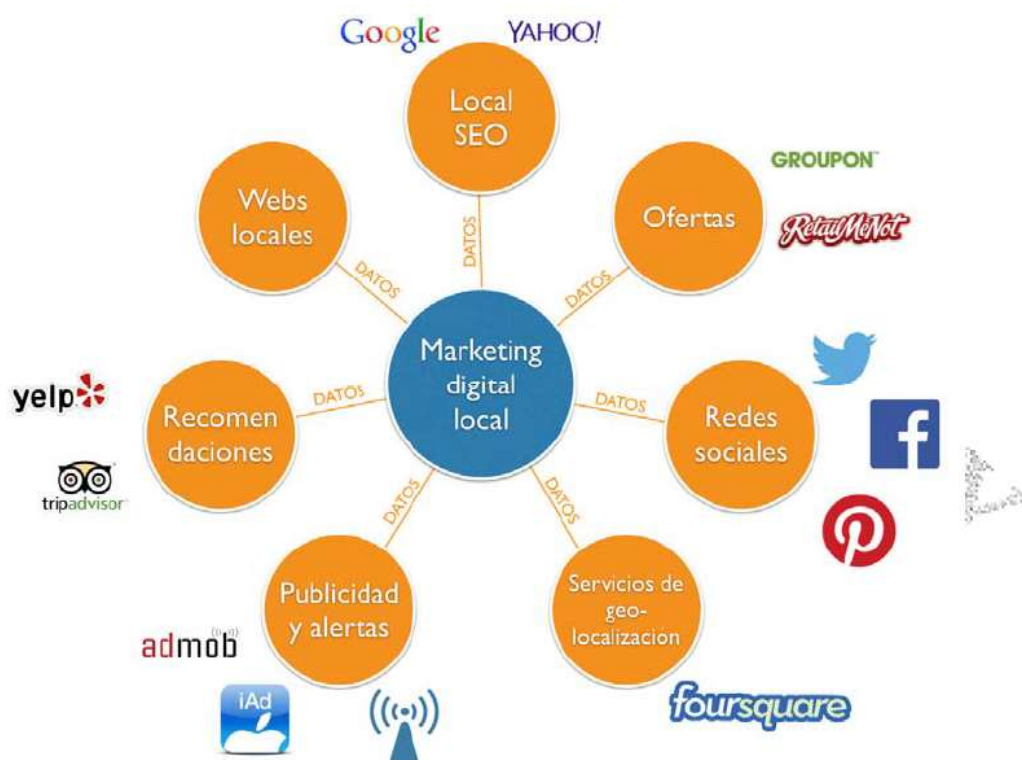 Google
YAHOO!
Local
SEO
GROUPON
Webs
locales
Ofertas
RetailMeNot
DATOS
DATOS
DATOS
Marketing
digital
local
yelp
Recomen
daciones
DATOS
DATOS
Redes
sociales
tripadvisor
DATOS
DATOS
Publicidad
y alertas
Servicios de
geo-
localización
admob
iAd
foursquare